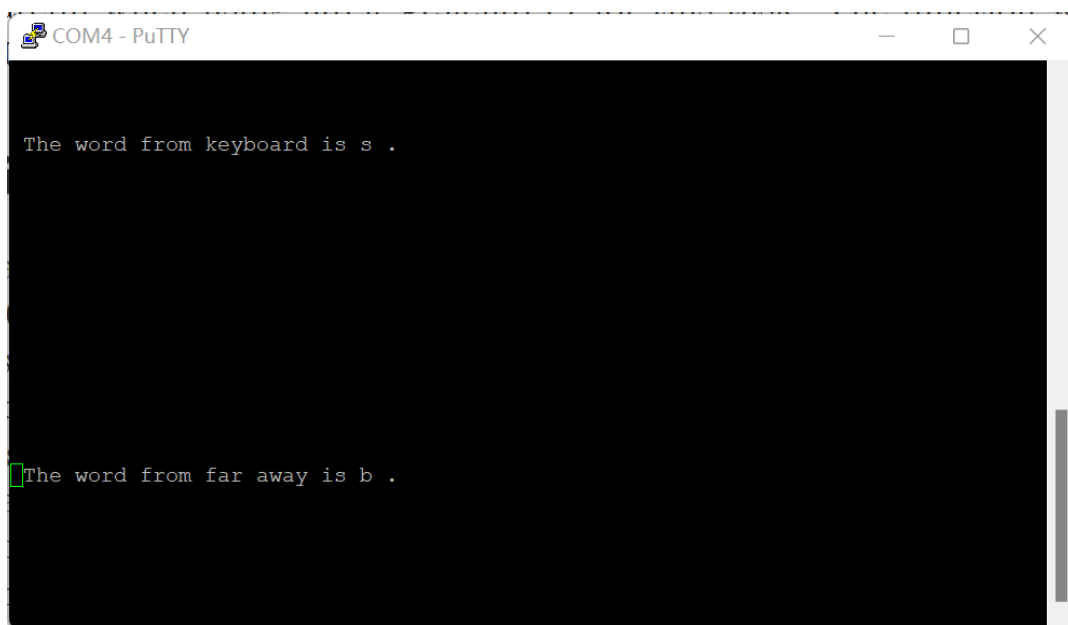 COM4 - PuTTY
The word from keyboard is s .
The word from far away is b .